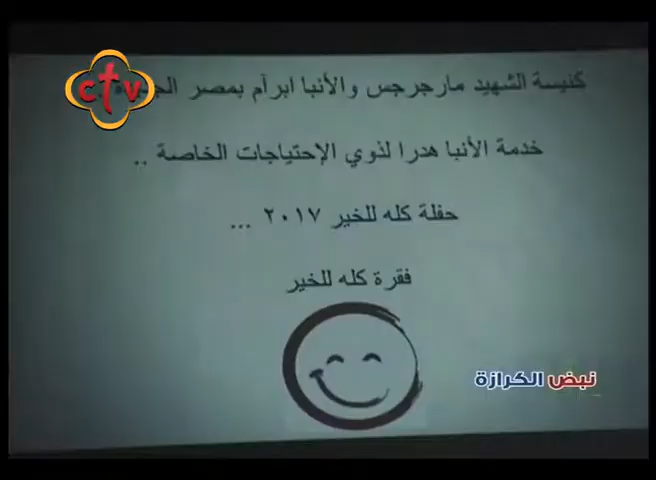 كنيسة الشهيد مارجرجس والأنبا ابرآم بمصر
خدمة الأنبا هدرا لذوي الإحتياجات الخاصة ..
حفلة كله للخير ٢٠١٧ ...
فقرة كله للخير
ctv
نبض الكرازة